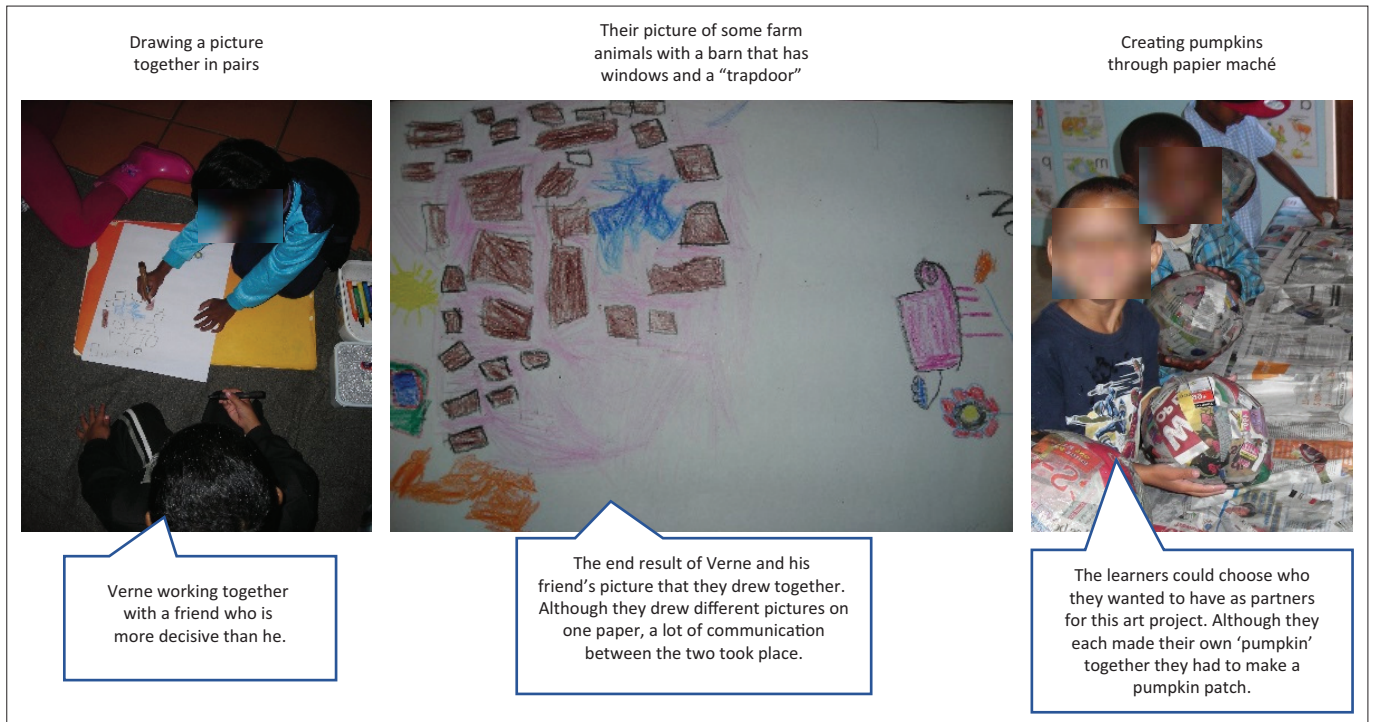 Drawing a picture
together in pairs
Their picture of some farm
animals with a barn that has
windows and a “trapdoor”
Creating pumpkins
through papier maché
Verne working together
with a friend who is
more decisive than he.
The end result of Verne and his
friend’s picture that they drew together.
Although they drew different pictures on
one paper, a lot of communication
between the two took place.
The learners could choose who
they wanted to have as partners
for this art project. Although they
each made their own ‘pumpkin’
together they had to make a
pumpkin patch.